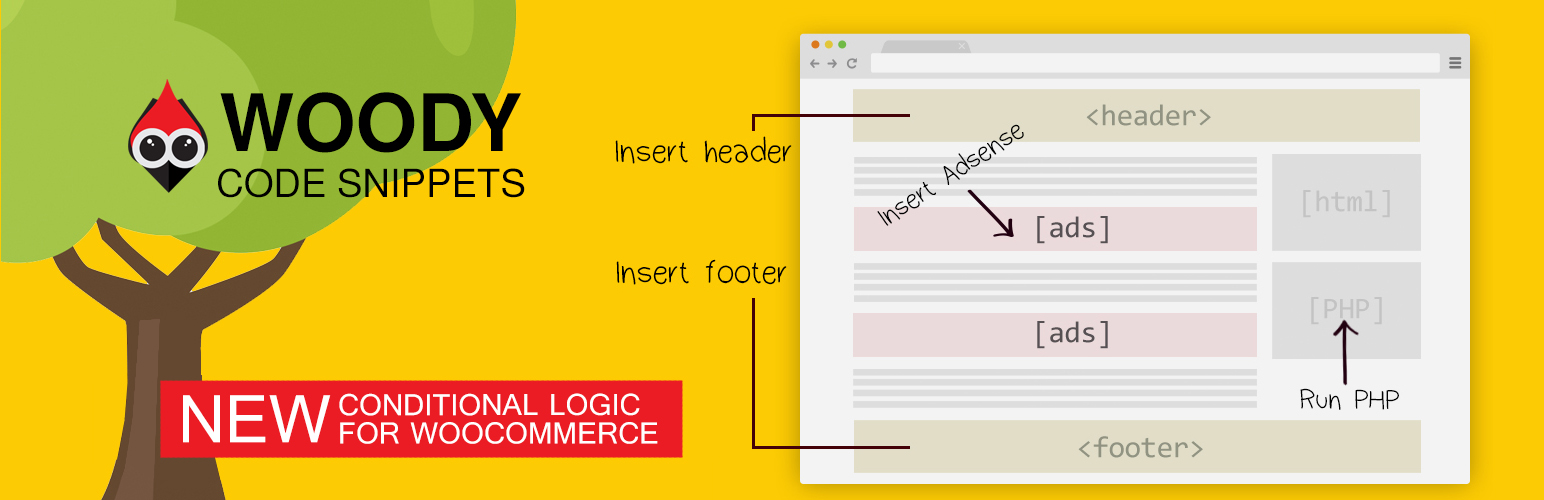 WOODY
CODE SNIPPETS
NEW
CONDITIONAL LOGIC
FOR WOOCOMMERCE
Insert header
Insert footer
<header>
Insert Adsense
[ads]
[ads]
[html]
[PHP]
Run PHP
<footer>